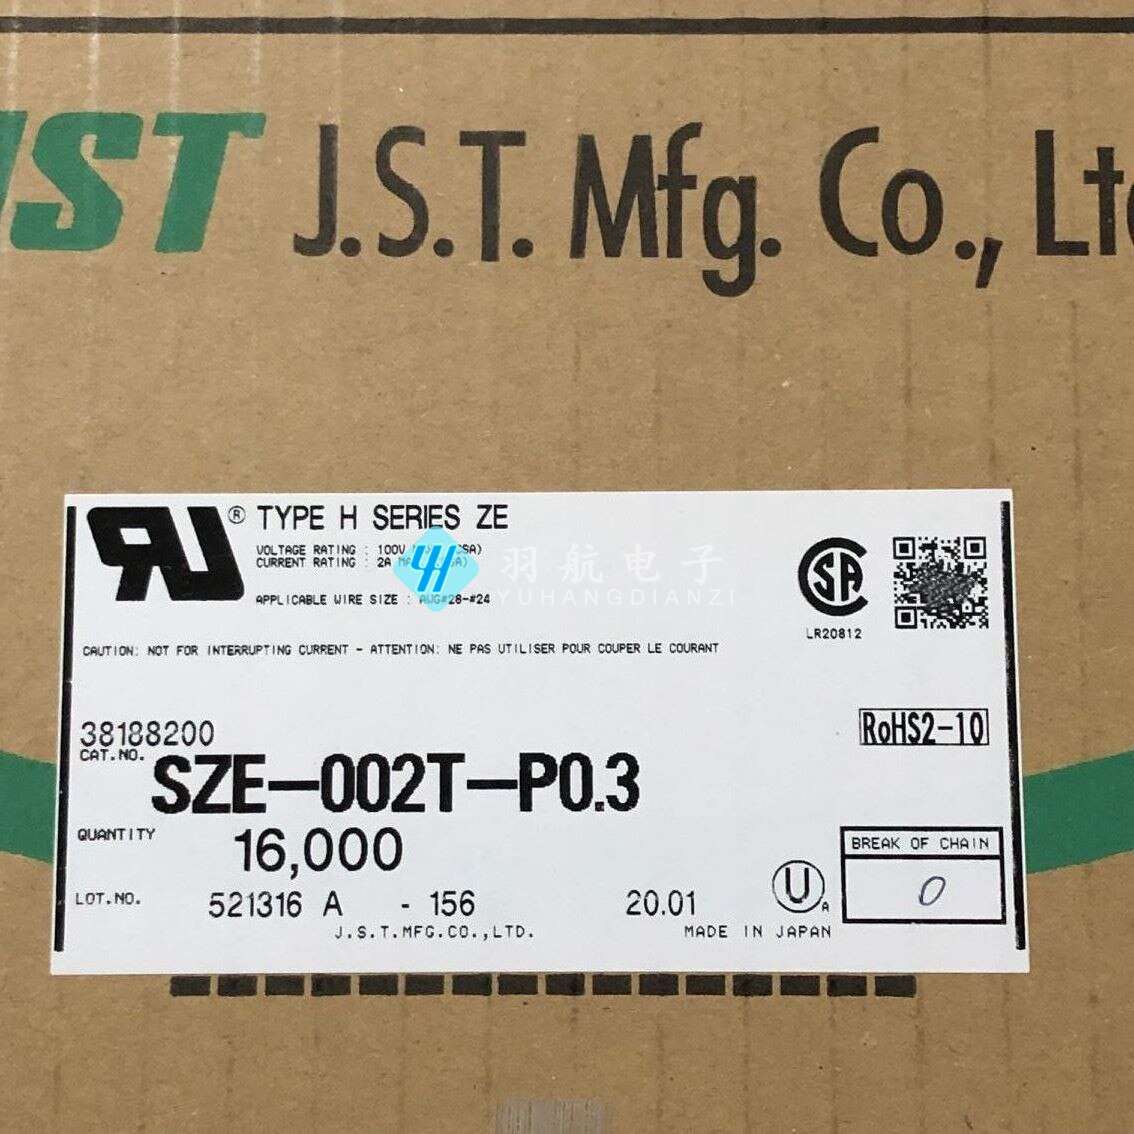 JST J.S.T. Mfg. Co., Ltd
® TYPE H SERIES ZE
VOLTAGE RATING : 100V
CURRENT RATING : 2A
APPLICABLE WIRE SIZE : AWG#28-#24
羽航电子
YUHANGDIANZI
LR20812
CAUTION: NOT FOR INTERRUPTING CURRENT - ATTENTION: NE PAS UTILISER POUR COUPER LE COURANT
38188200
RoHS2-10
CAT.NO. SZE-002T-P0.3
QUANTITY 16,000
BREAK OF CHAIN
0
LOT.NO. 521316 A - 156 20.01
J.S.T.MFG.CO.,LTD. MADE IN JAPAN